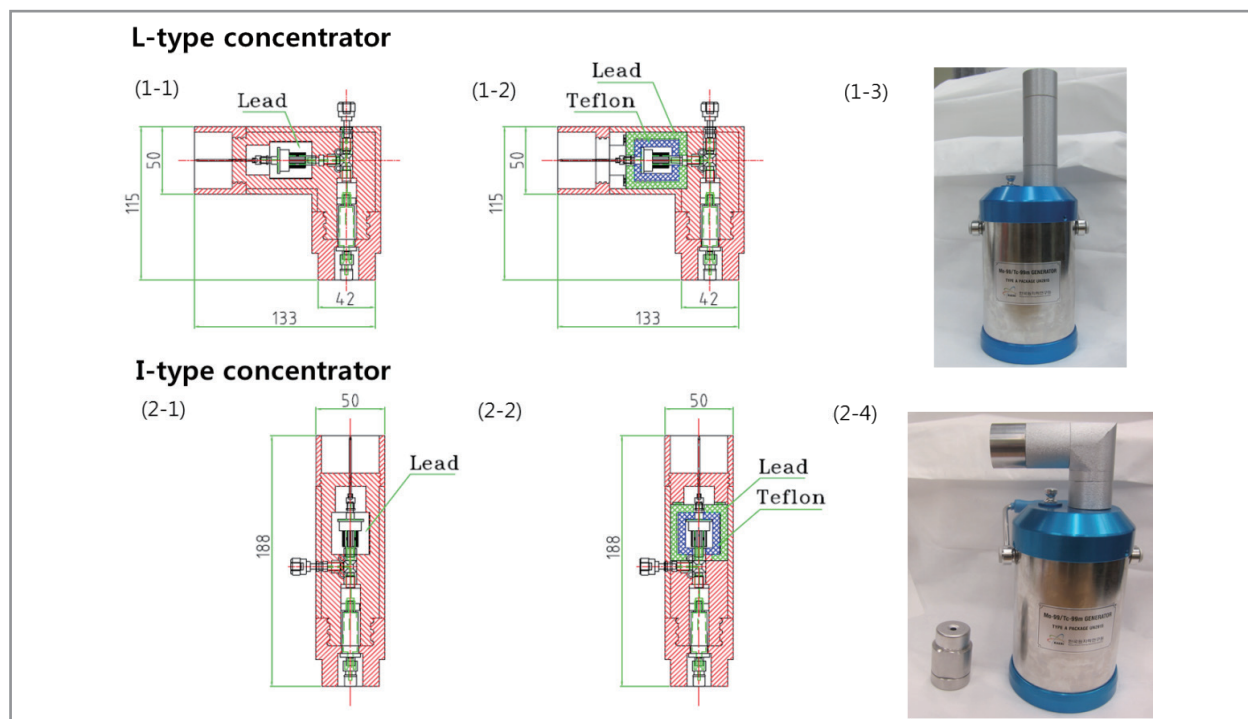 L-type concentrator
(1-1)
Lead
50
115
42
133
(1-2)
Lead
Teflon
50
115
42
133
(1-3)
Mo-99/Tc-99m GENERATOR
TYPE A PACKAGE UN2915
I-type concentrator
(2-1)
50
Lead
188
(2-2)
50
Lead
Teflon
188
(2-4)
Mo-99/Tc-99m GENERATOR
TYPE A PACKAGE UN2915